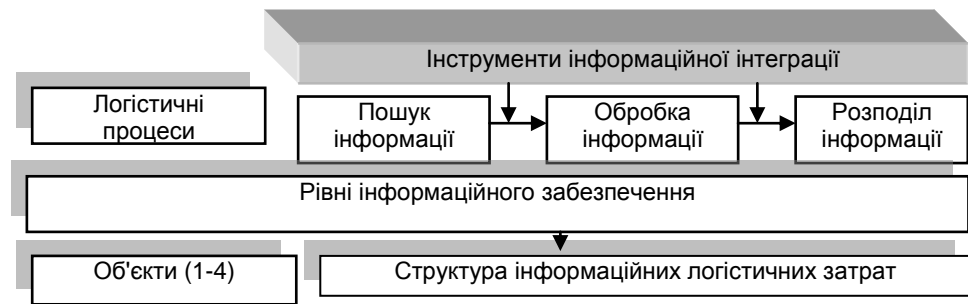 Інструменти інформаційної інтеграції
Логістичні
процеси
Пошук
інформації
Обробка
інформації
Розподіл
інформації
Рівні інформаційного забезпечення
Об'єкти (1-4)
Структура інформаційних логістичних затрат